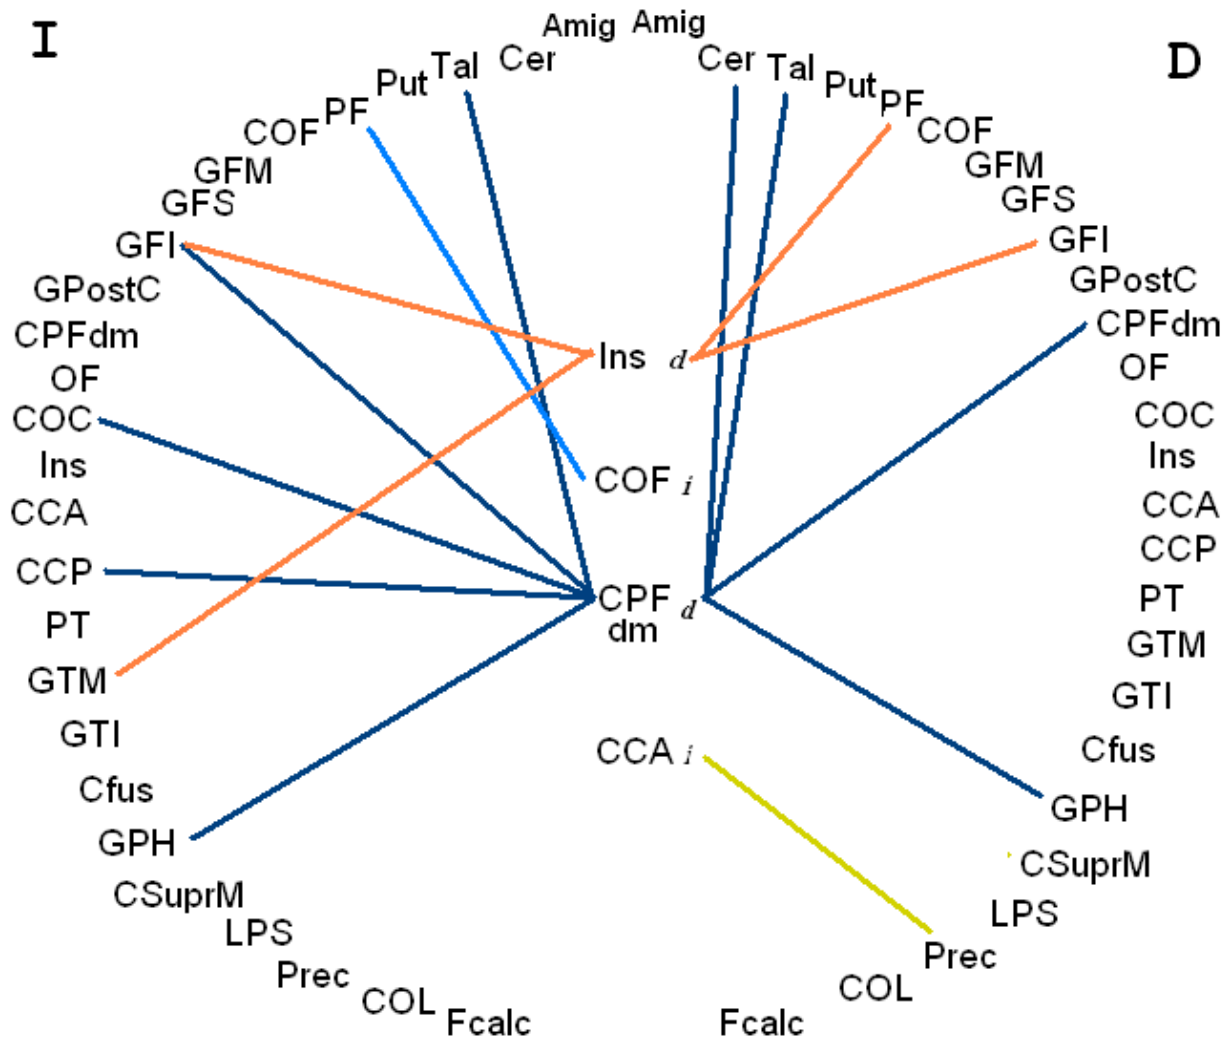 I
D
Amig
Amig
Cer
Cer
Tal
Tal
Put
Put
PF
PF
COF
COF
GFM
GFM
GFS
GFS
GFI
GFI
GPostC
GPostC
CPFdm
CPFdm
OF
OF
COC
COC
Ins
Ins
CCA
CCA
CCP
CCP
PT
PT
GTM
GTM
GTI
GTI
Cfus
Cfus
GPH
GPH
CSuprM
CSuprM
LPS
LPS
Prec
Prec
COL
COL
Fcalc
Fcalc
Ins d
COF i
CPF d
dm
CCA i